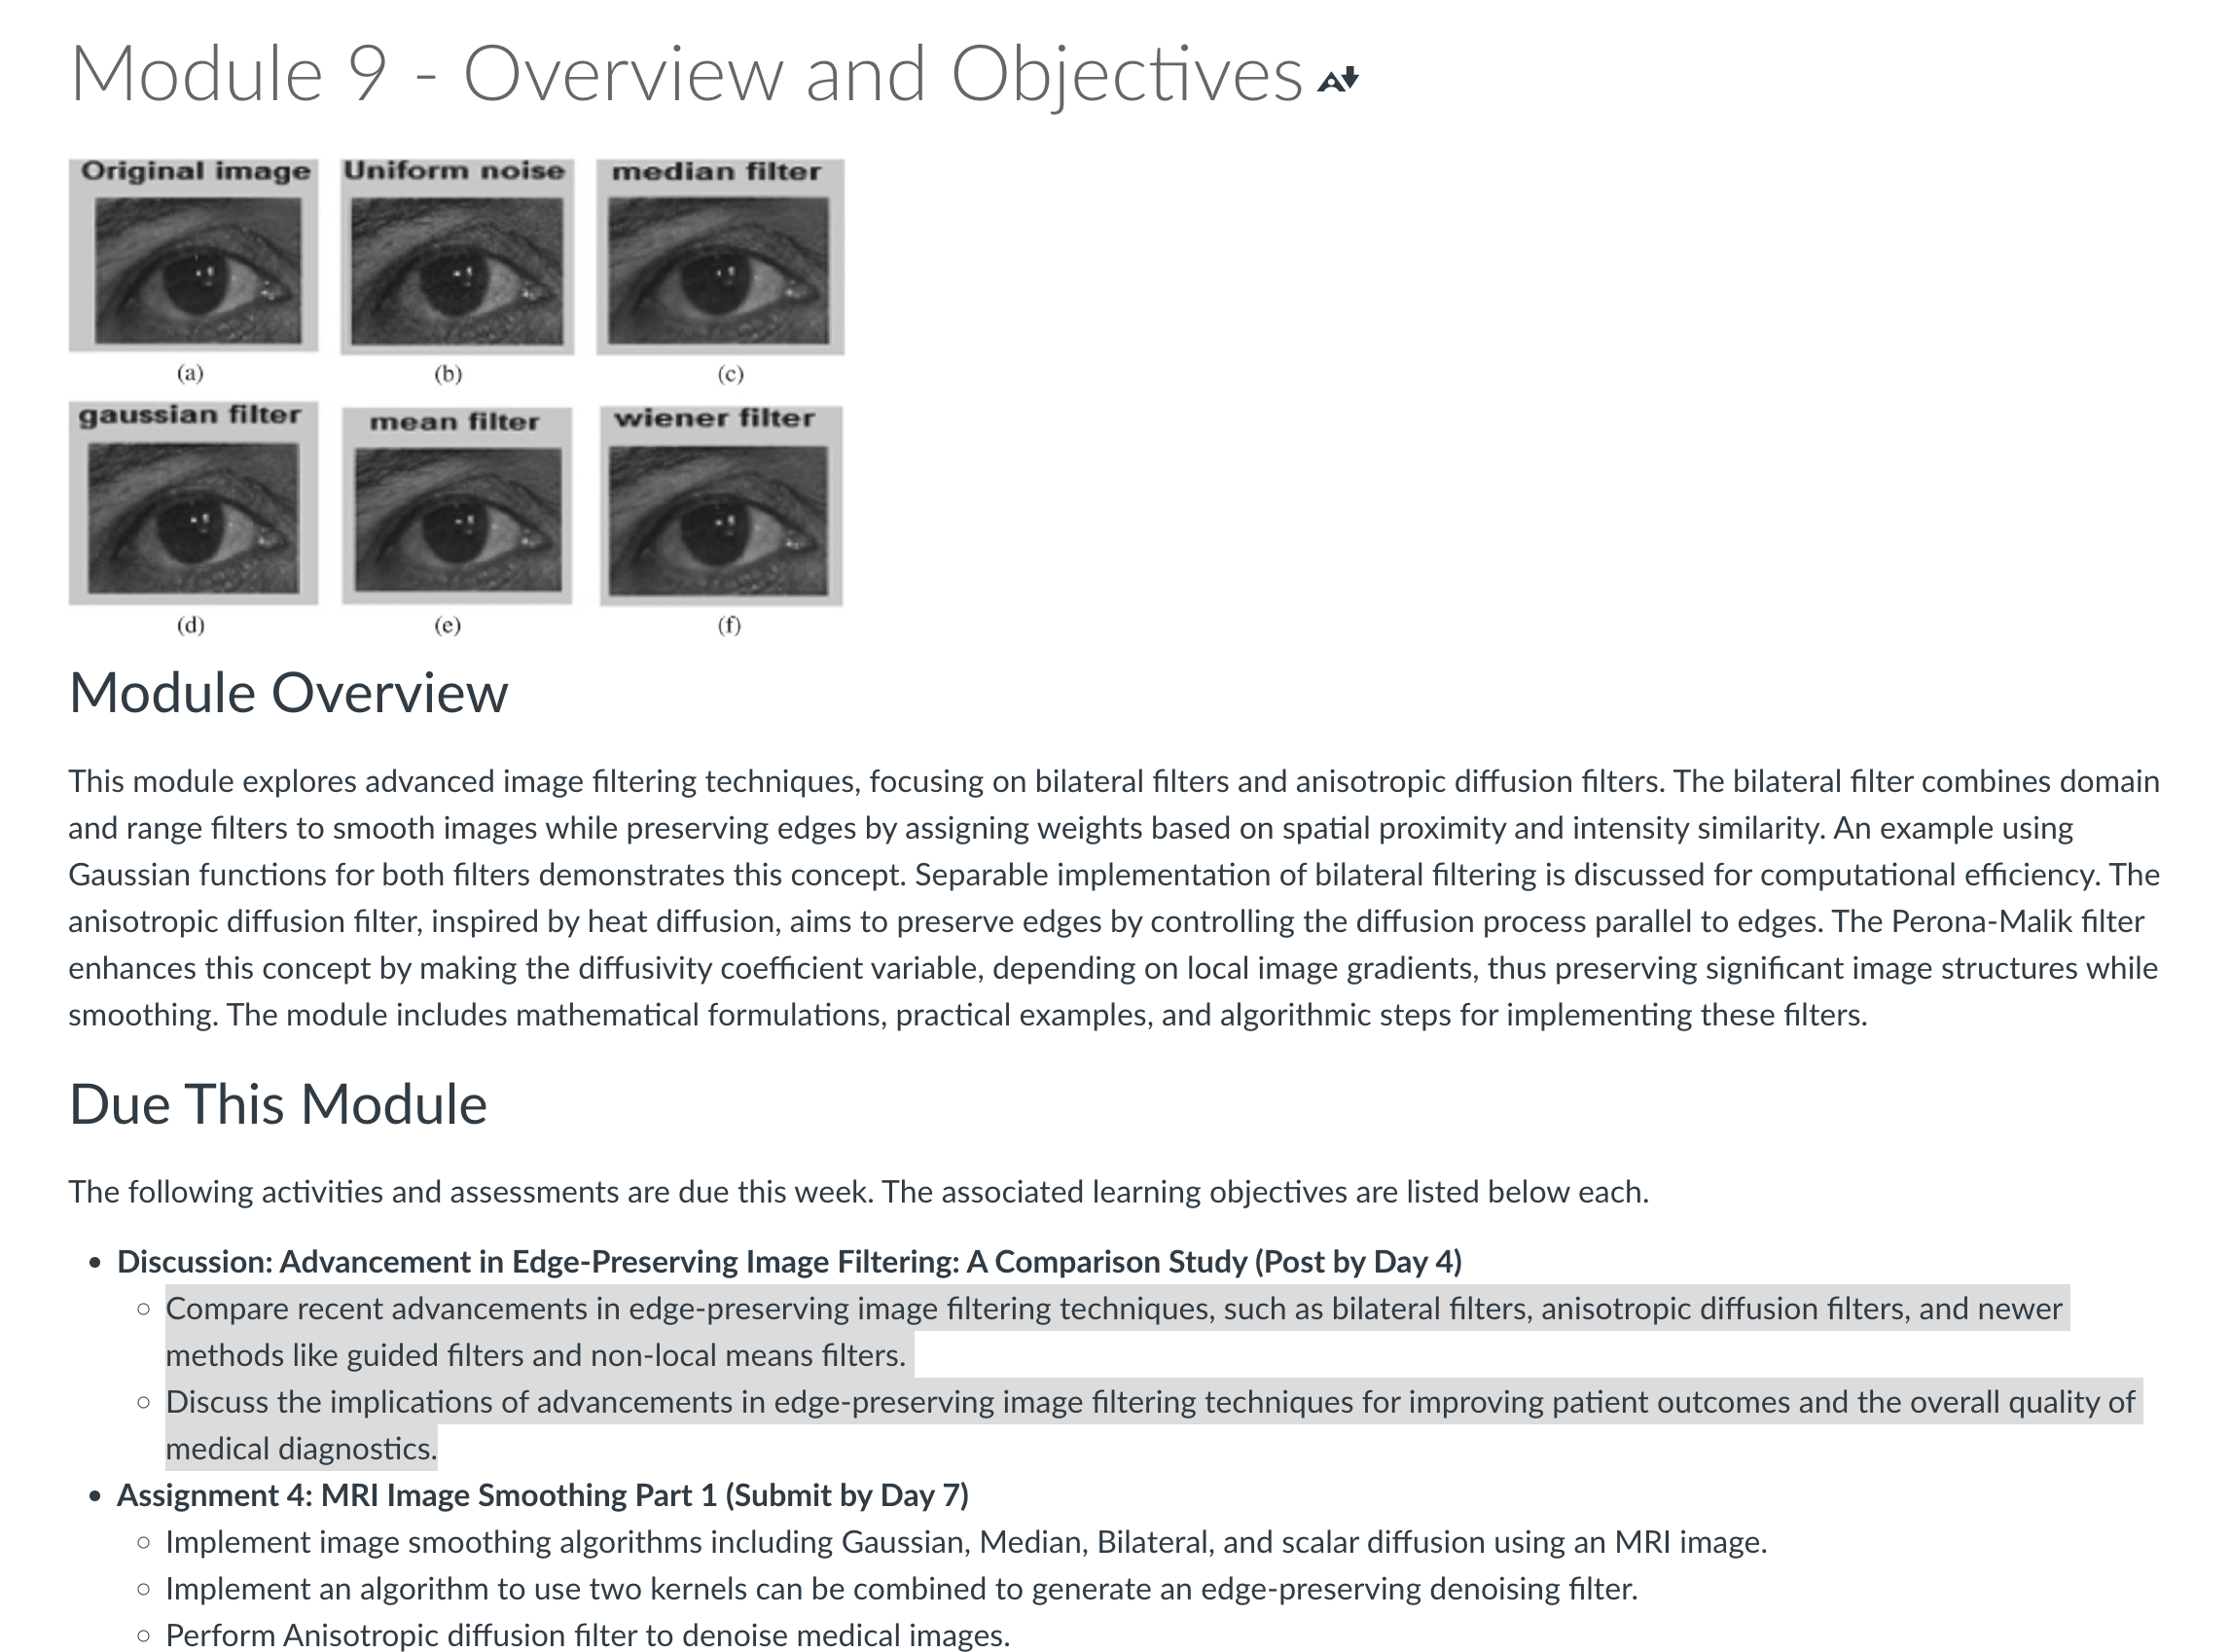 Module 9 - Overview and Objectives
Original image Uniform noise median filter
(a) (b) (c)
gaussian filter mean filter wiener filter
(d) (e) (f)
Module Overview
This module explores advanced image filtering techniques, focusing on bilateral filters and anisotropic diffusion filters. The bilateral filter combines domain
and range filters to smooth images while preserving edges by assigning weights based on spatial proximity and intensity similarity. An example using
Gaussian functions for both filters demonstrates this concept. Separable implementation of bilateral filtering is discussed for computational efficiency. The
anisotropic diffusion filter, inspired by heat diffusion, aims to preserve edges by controlling the diffusion process parallel to edges. The Perona-Malik filter
enhances this concept by making the diffusivity coefficient variable, depending on local image gradients, thus preserving significant image structures while
smoothing. The module includes mathematical formulations, practical examples, and algorithmic steps for implementing these filters.
Due This Module
The following activities and assessments are due this week. The associated learning objectives are listed below each.
• Discussion: Advancement in Edge-Preserving Image Filtering: A Comparison Study (Post by Day 4)
◦ Compare recent advancements in edge-preserving image filtering techniques, such as bilateral filters, anisotropic diffusion filters, and newer
methods like guided filters and non-local means filters.
◦ Discuss the implications of advancements in edge-preserving image filtering techniques for improving patient outcomes and the overall quality of
medical diagnostics.
• Assignment 4: MRI Image Smoothing Part 1 (Submit by Day 7)
◦ Implement image smoothing algorithms including Gaussian, Median, Bilateral, and scalar diffusion using an MRI image.
◦ Implement an algorithm to use two kernels can be combined to generate an edge-preserving denoising filter.
◦ Perform Anisotropic diffusion filter to denoise medical images.